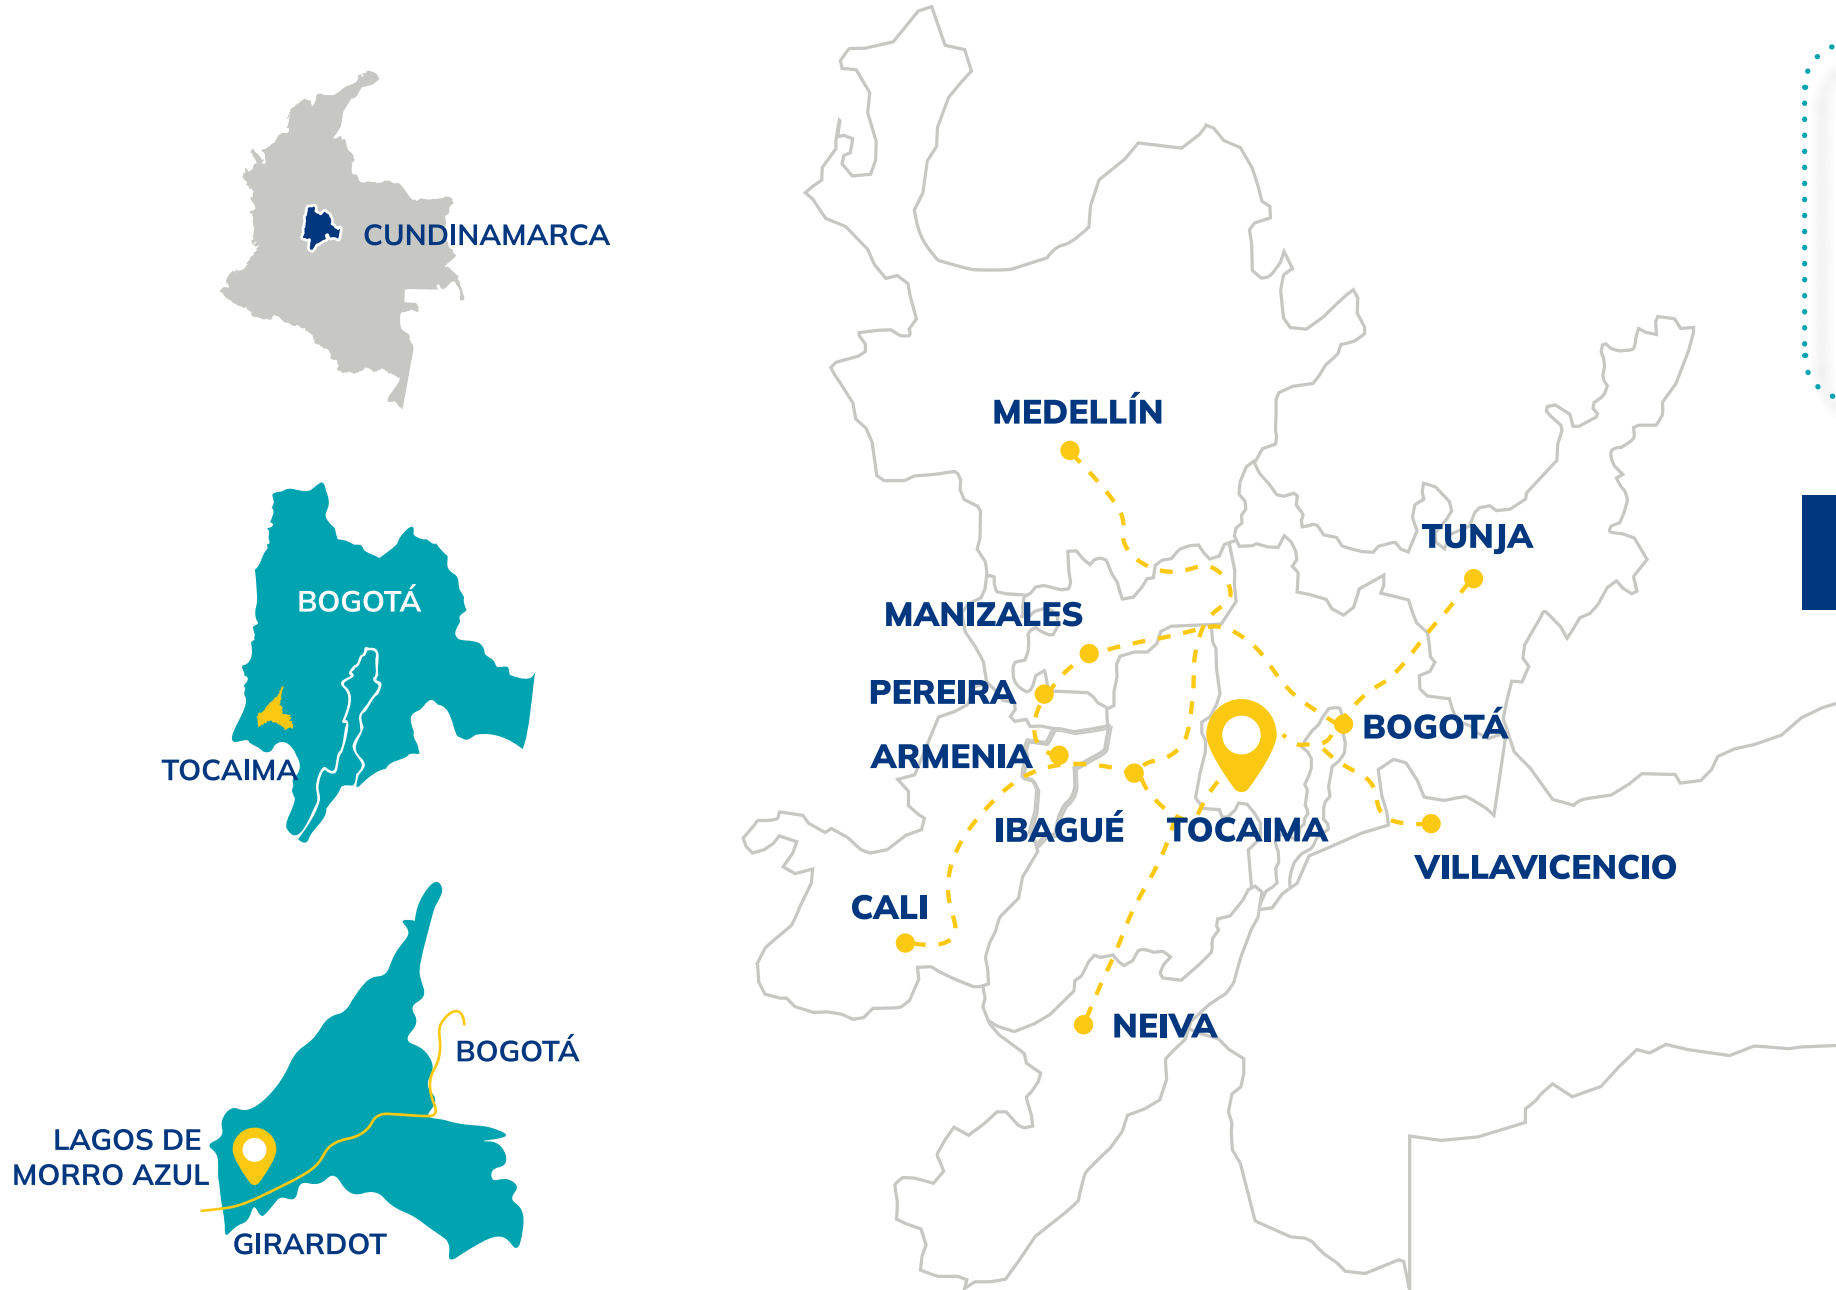 CUNDINAMARCA
BOGOTÁ
TOCAIMA
BOGOTÁ
LAGOS DE
MORRO AZUL
GIRARDOT
MEDELLÍN
TUNJA
MANIZALES
PEREIRA
BOGOTÁ
ARMENIA
IBAGUÉ
TOCAIMA
VILLAVICENCIO
CALI
NEIVA